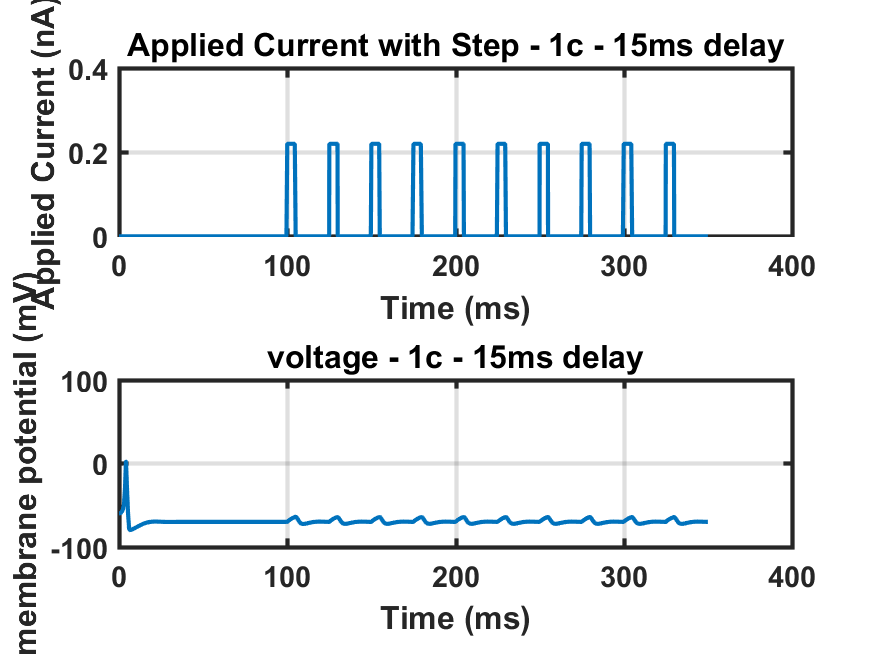 Applied Current with Step - 1c - 15ms delay
Applied Current (nA)
0.4
0.2
0
0 100 200 300 400
Time (ms)
voltage - 1c - 15ms delay
membrane potential (mV)
100
0
-100
0 100 200 300 400
Time (ms)